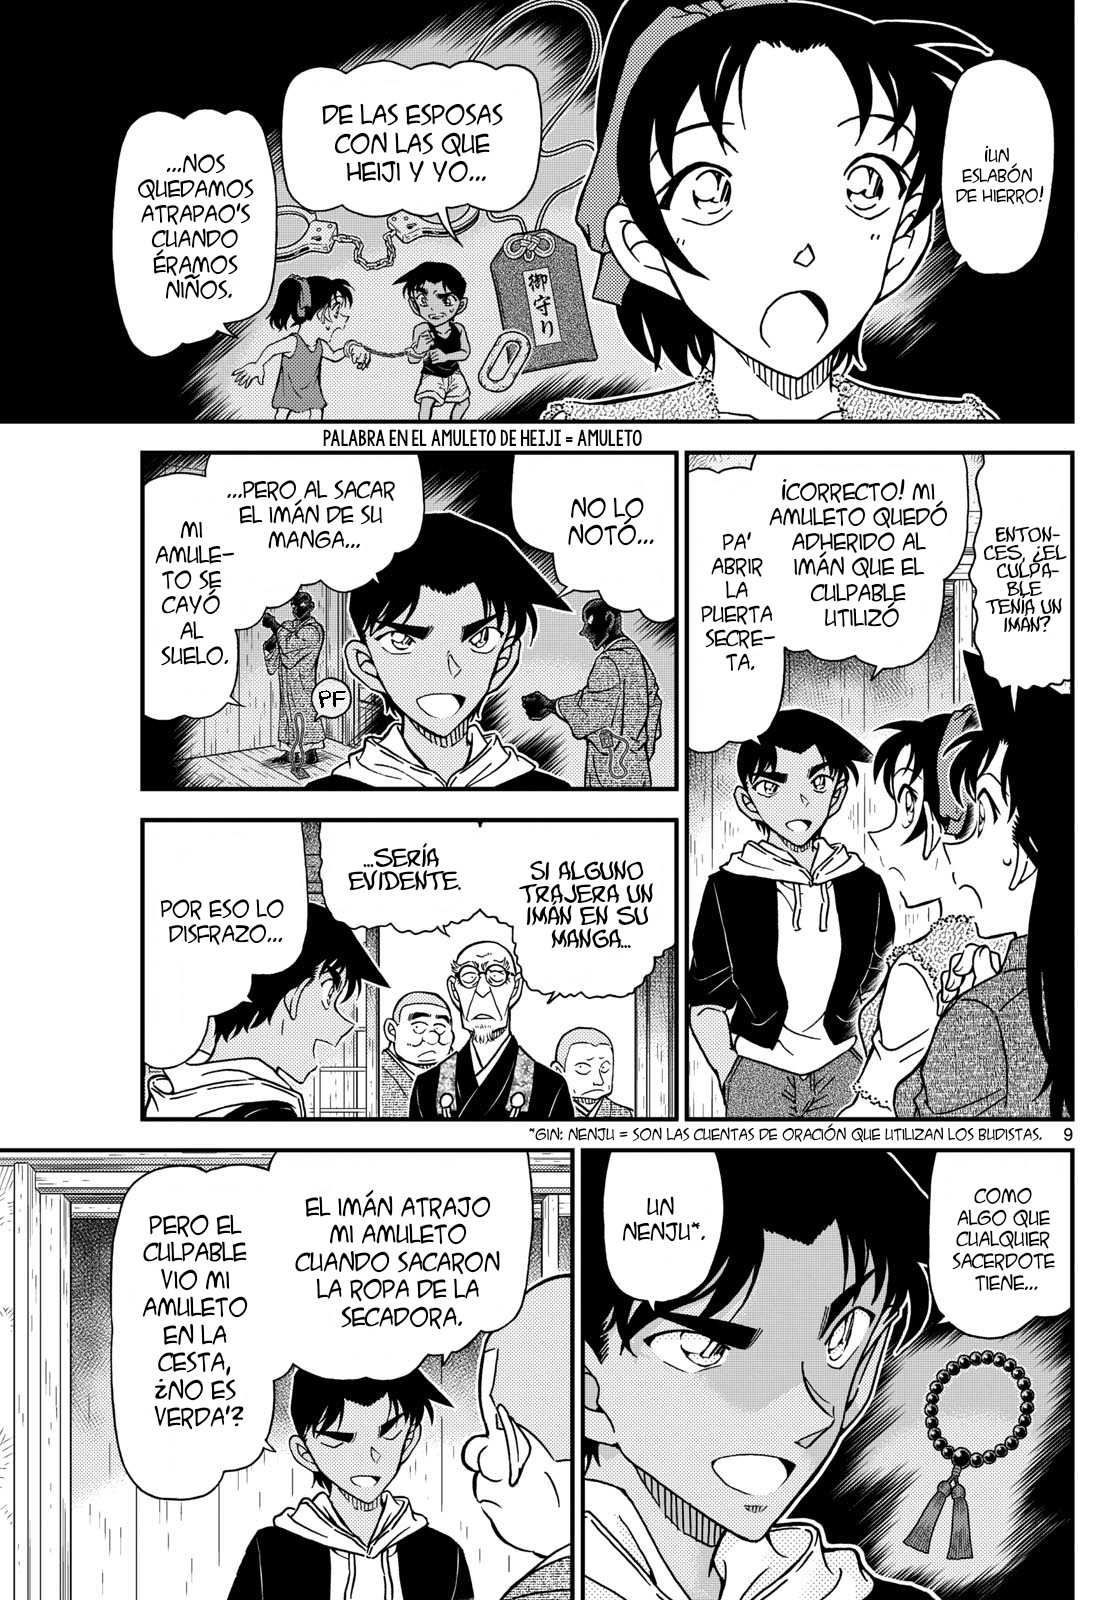 ¡UN
ESLABÓN
DE HIERRO!
DE LAS ESPOSAS
CON LAS QUE
HEIJI Y YO...
...NOS
QUEDAMOS
ATRAPAO'S
CUANDO
ÉRAMOS
NIÑOS.
御守り
PALABRA EN EL AMULETO DE HEIJI = AMULETO
ENTON-
CES, ¿EL
CULPA-
BLE
TENÍA UN
IMÁN?
¡CORRECTO! MI
AMULETO QUEDÓ
ADHERIDO AL
IMÁN QUE EL
CULPABLE
UTILIZÓ
PA'
ABRIR
LA
PUERTA
SECRE-
TA.
NO LO
NOTÓ...
...PERO AL SACAR
EL IMÁN DE SU
MANGA...
MI
AMULE-
TO SE
CAYÓ
AL
SUELO.
PF
SI ALGUNO
TRAJERA UN
IMÁN EN SU
MANGA...
...SERÍA
EVIDENTE.
POR ESO LO
DISFRAZO...
*GIN: NENJU = SON LAS CUENTAS DE ORACIÓN QUE UTILIZAN LOS BUDISTAS.
9
COMO
ALGO QUE
CUALQUIER
SACERDOTE
TIENE...
UN
NENJU*.
EL IMÁN ATRAJO
MI AMULETO
CUANDO SACARON
LA ROPA DE LA
SECADORA.
PERO EL
CULPABLE
VIO MI
AMULETO
EN LA
CESTA,
¿NO ES
VERDA'?